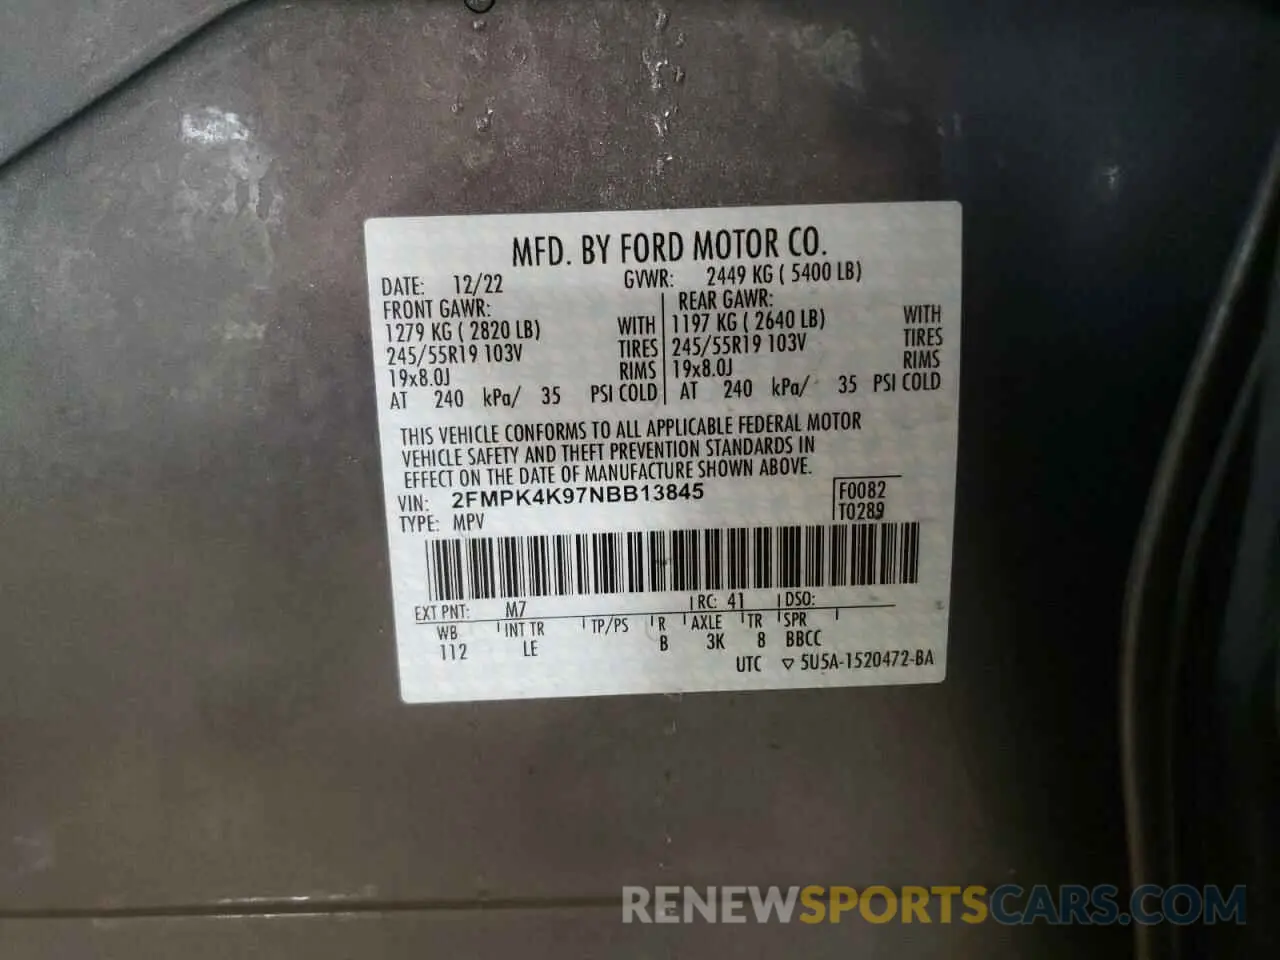 MFD. BY FORD MOTOR CO.
DATE: 12/22 GVWR: 2449 KG ( 5400 LB)
FRONT GAWR: REAR GAWR:
1279 KG ( 2820 LB) WITH 1197 KG ( 2640 LB) WITH
245/55R19 103V TIRES 245/55R19 103V TIRES
19x8.0J RIMS 19x8.0J RIMS
AT 240 kPa/ 35 PSI COLD AT 240 kPa/ 35 PSI COLD
THIS VEHICLE CONFORMS TO ALL APPLICABLE FEDERAL MOTOR
VEHICLE SAFETY AND THEFT PREVENTION STANDARDS IN
EFFECT ON THE DATE OF MANUFACTURE SHOWN ABOVE.
VIN: 2FMPK4K97NBB13845 F0082
TYPE: MPV T0289
EXT PNT: M7 RC: 41 DSO:
WB INT TR TP/PS R AXLE TR SPR
112 LE B 3K 8 BBCC
UTC ▽ 5U5A-1520472-BA
RENEWSPORTSCARS.COM